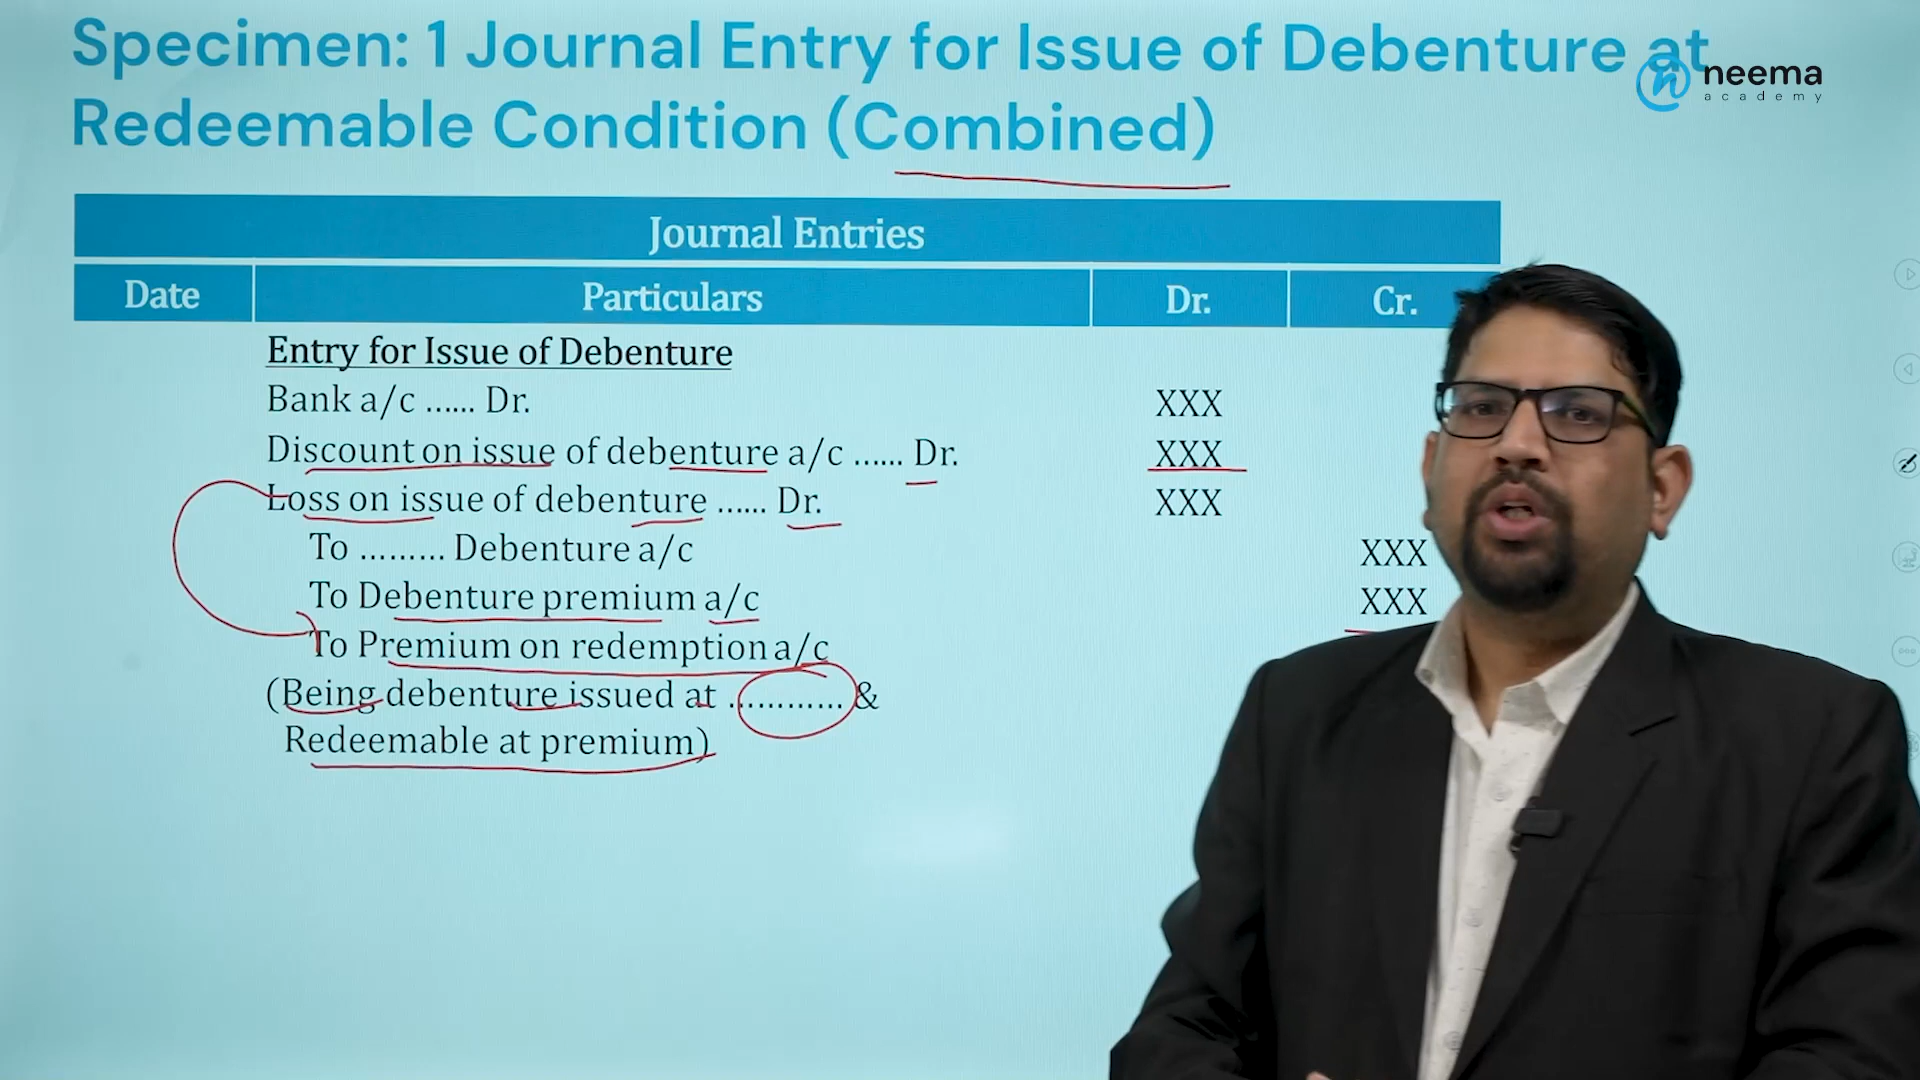 Specimen: 1 Journal Entry for Issue of Debenture at
Redeemable Condition (Combined)
neema
academy
Journal Entries
Date Particulars Dr. Cr.
Entry for Issue of Debenture
Bank a/c ...... Dr. XXX
Discount on issue of debenture a/c ...... Dr. XXX
Loss on issue of debenture ...... Dr. XXX
To ......... Debenture a/c XXX
To Debenture premium a/c XXX
To Premium on redemption a/c
(Being debenture issued at ............ &
Redeemable at premium)